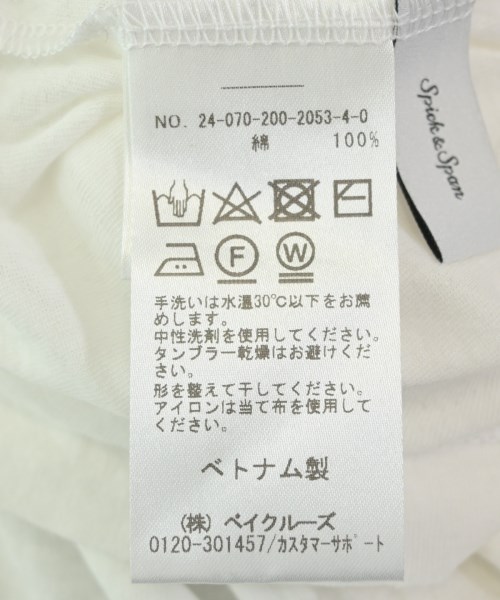 NO. 24-070-200-2053-4-0
綿 100%
F W
手洗いは水温30℃以下をお薦
めします。
中性洗剤を使用してください。
タンブラー乾燥はお避けくだ
さい。
形を整えて干してください。
アイロンは当て布を使用して
ください。
ベトナム製
(株) ベイクルーズ
0120-301457/カスタマーサポート
Spick & Span